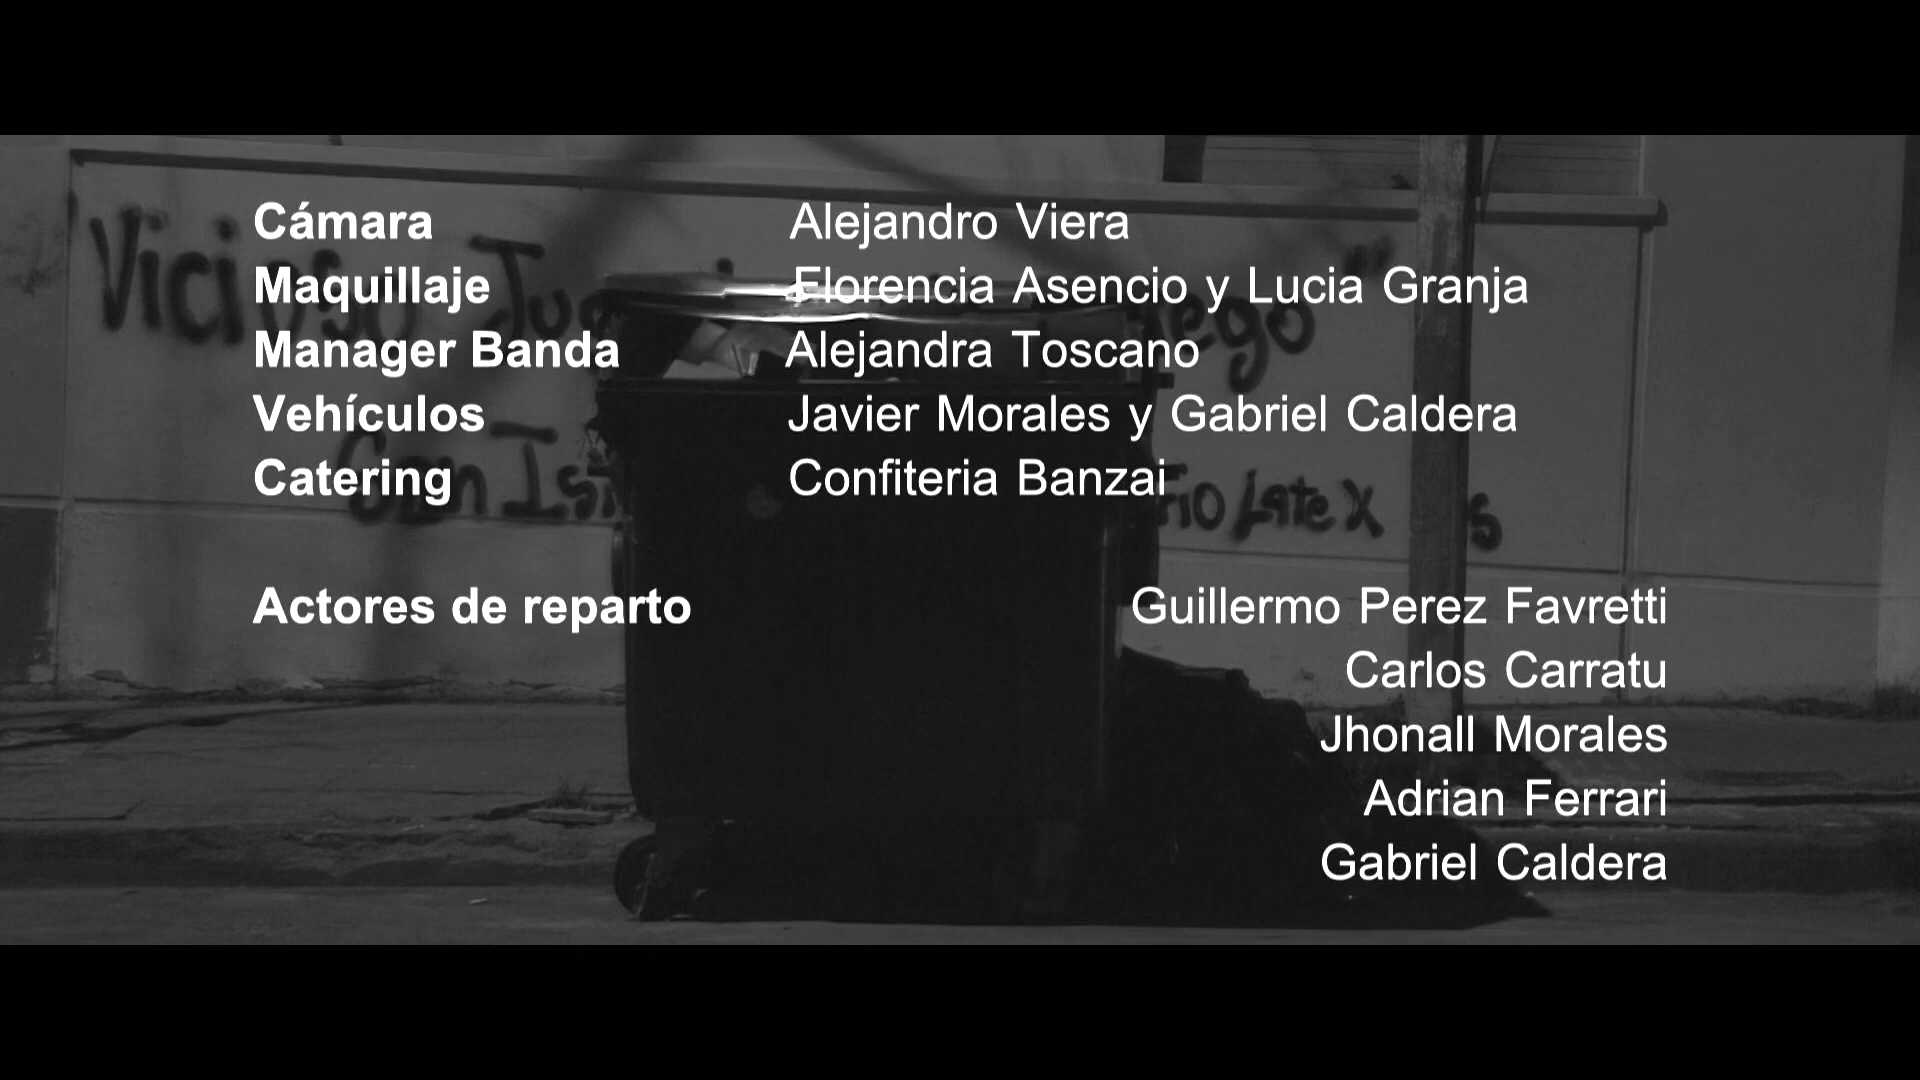 Cámara Alejandro Viera
Maquillaje Florencia Asencio y Lucia Granja
Manager Banda Alejandra Toscano
Vehículos Javier Morales y Gabriel Caldera
Catering Confiteria Banzai
Actores de reparto Guillermo Perez Favretti
Carlos Carratu
Jhonall Morales
Adrian Ferrari
Gabriel Caldera
Vicioso